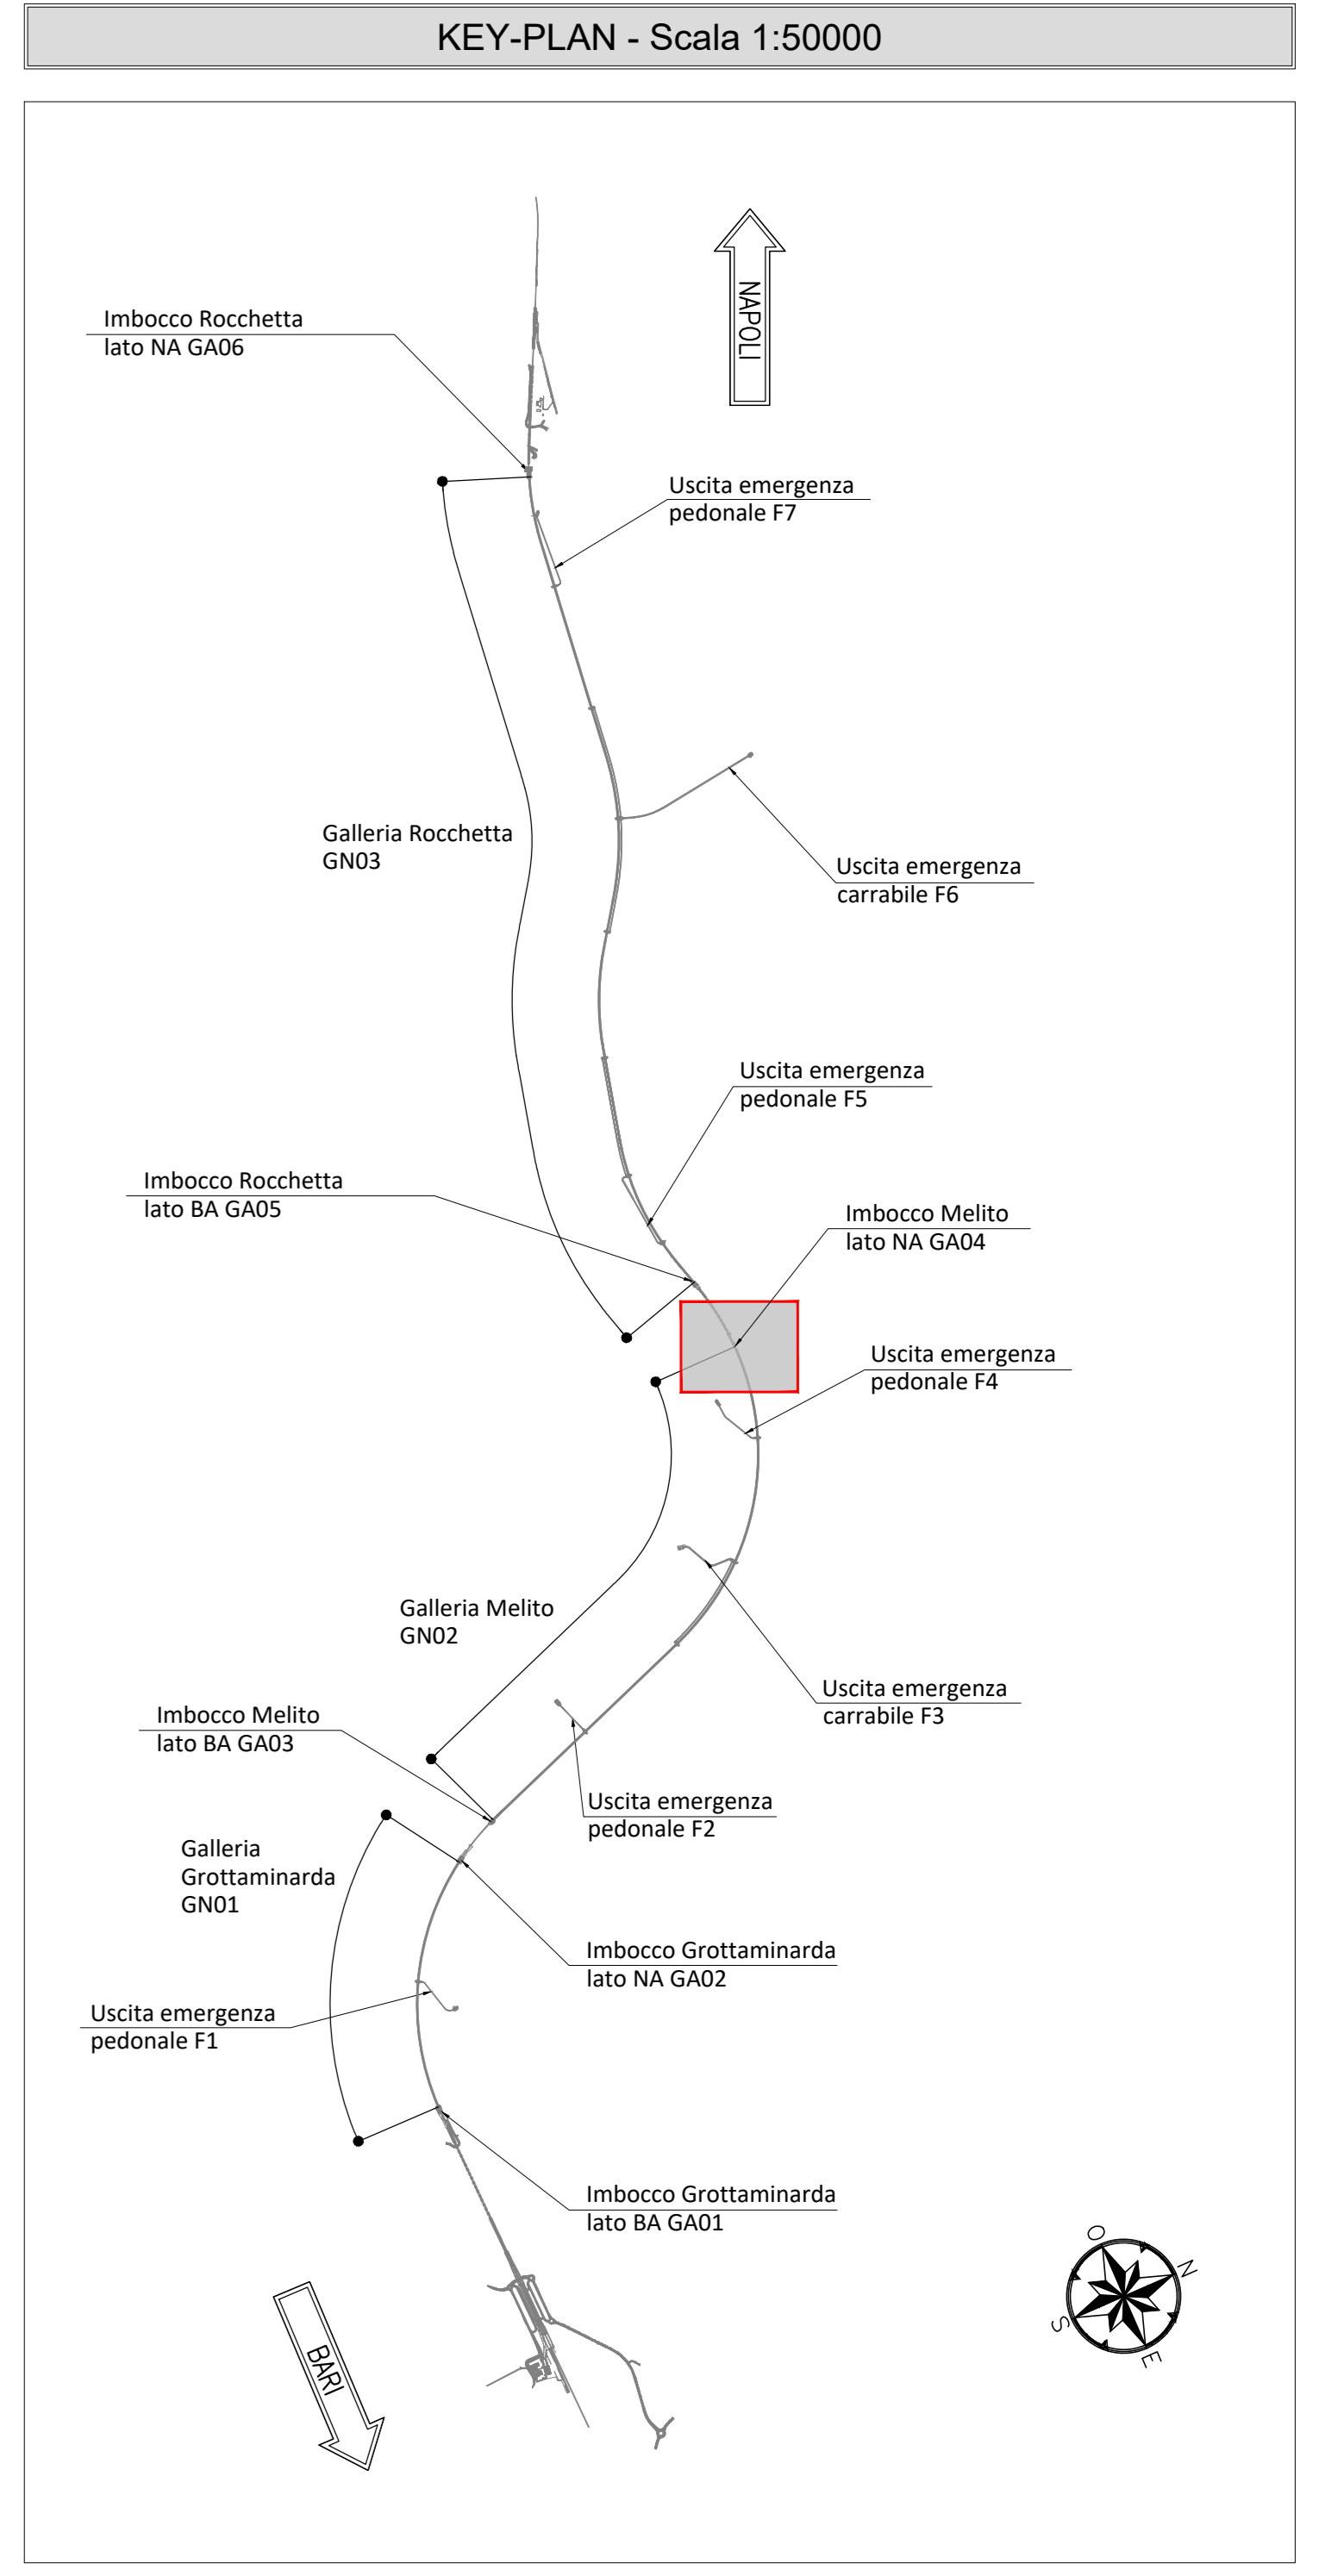 KEY-PLAN - Scala 1:50000
NAPOLI
Imbocco Rocchetta
lato NA GA06
Uscita emergenza
pedonale F7
Galleria Rocchetta
GN03
Uscita emergenza
carrabile F6
Uscita emergenza
pedonale F5
Imbocco Rocchetta
lato BA GA05
Imbocco Melito
lato NA GA04
Uscita emergenza
pedonale F4
Galleria Melito
GN02
Uscita emergenza
carrabile F3
Imbocco Melito
lato BA GA03
Uscita emergenza
pedonale F2
Galleria
Grottaminarda
GN01
Imbocco Grottaminarda
lato NA GA02
Uscita emergenza
pedonale F1
Imbocco Grottaminarda
lato BA GA01
O
N
S
E
BARI